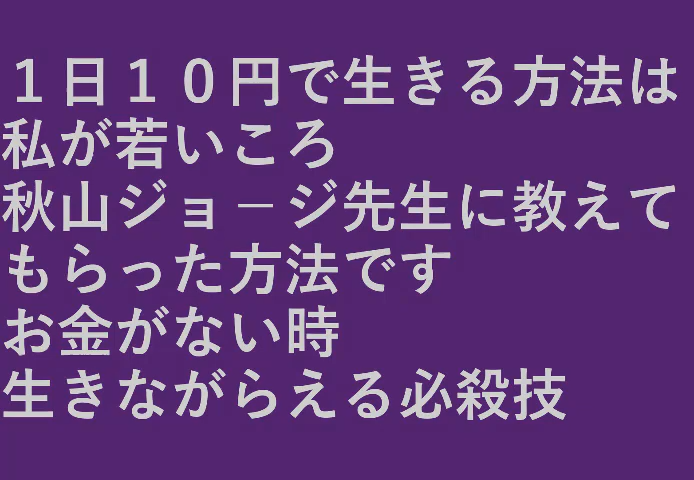 １日１０円で生きる方法は
私が若いころ
秋山ジョージ先生に教えて
もらった方法です
お金がない時
生きながらえる必殺技